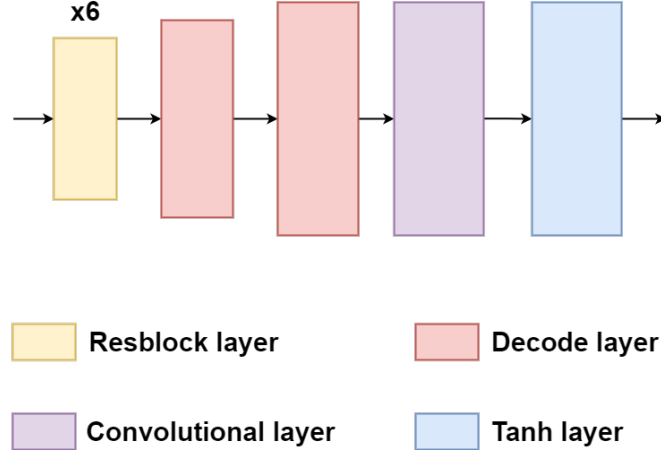 x6
Resblock layer
Decode layer
Convolutional layer
Tanh layer